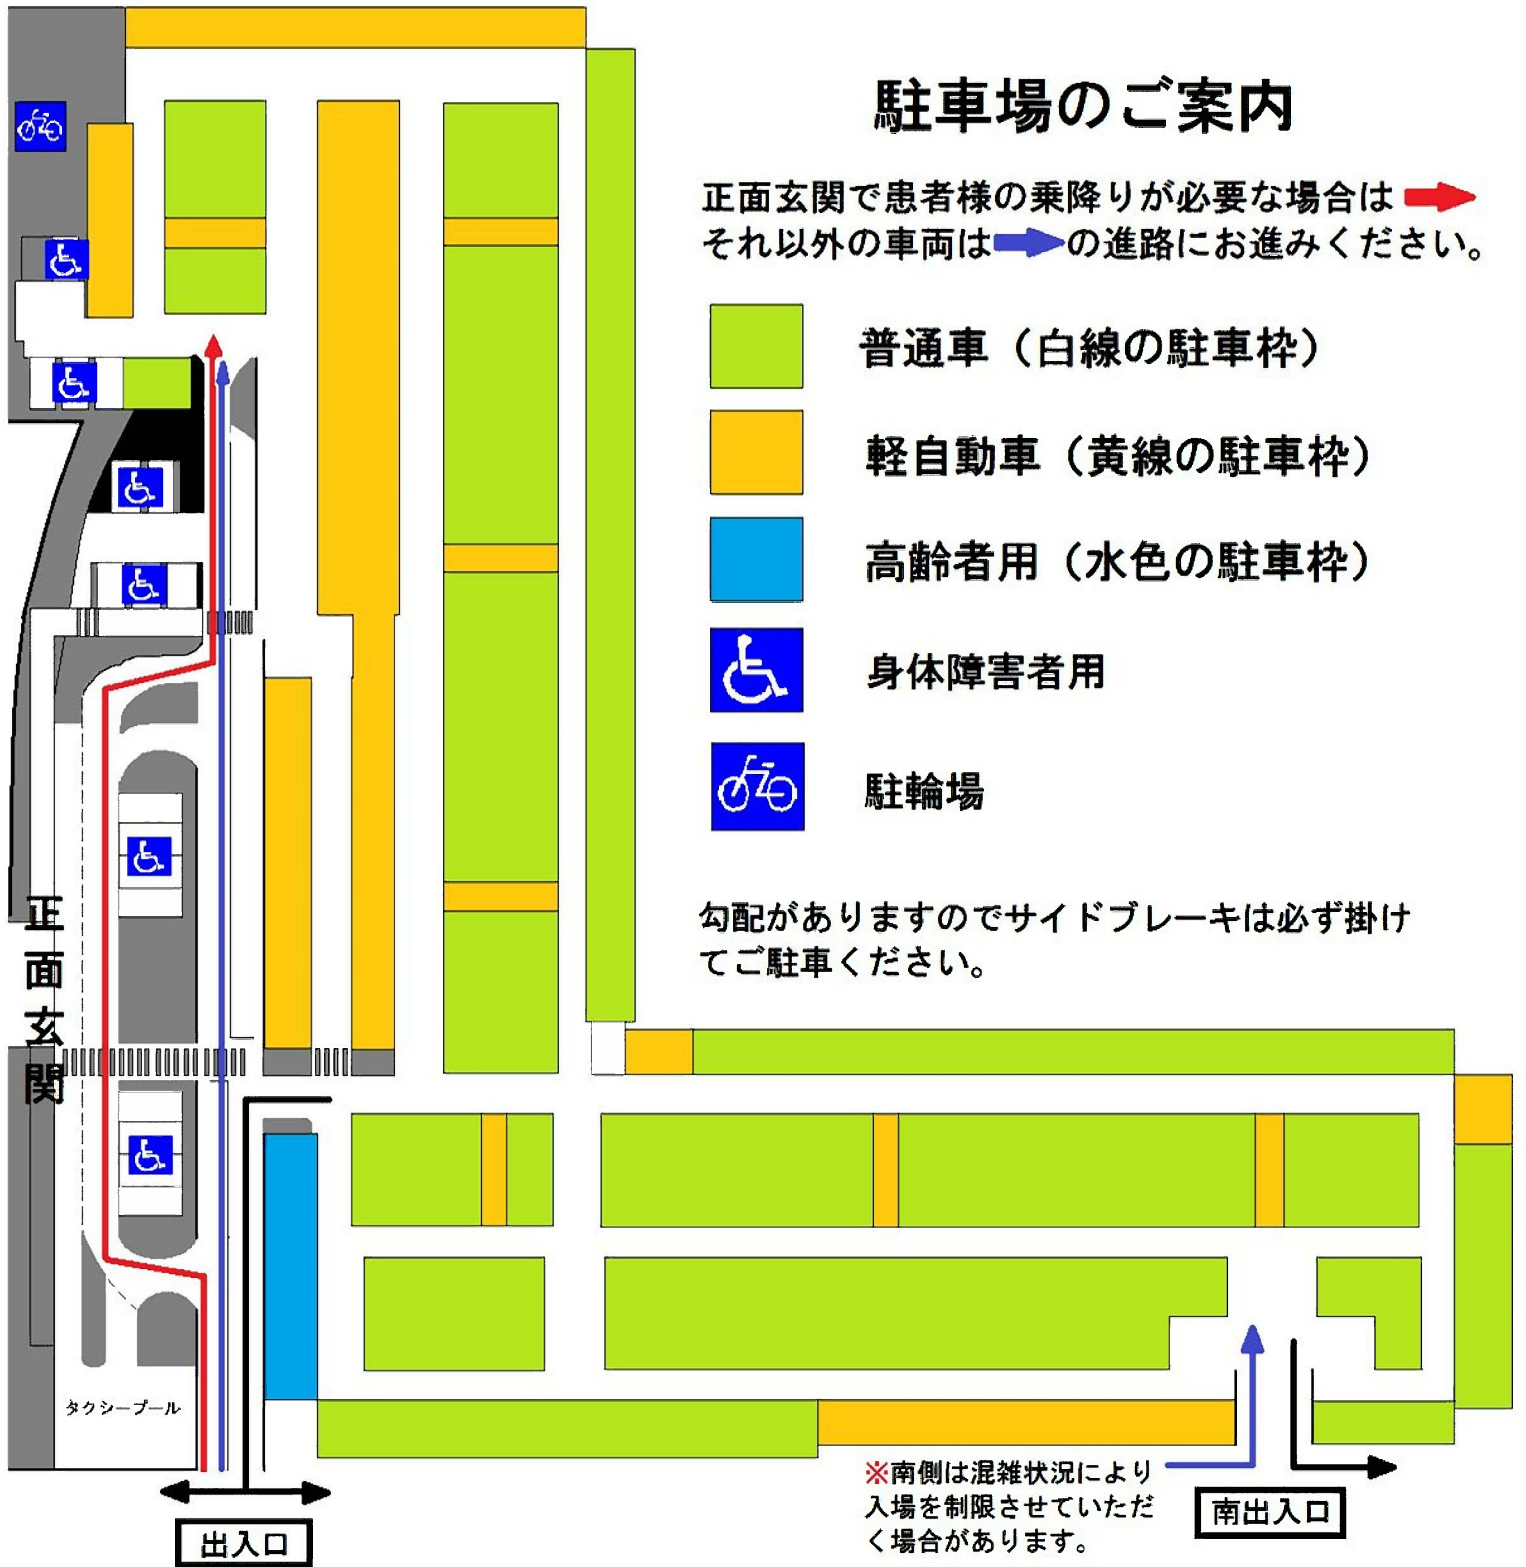 駐車場のご案内
正面玄関で患者様の乗降りが必要な場合は
それ以外の車両は の進路にお進みください。
普通車（白線の駐車枠）
軽自動車（黄線の駐車枠）
高齢者用（水色の駐車枠）
身体障害者用
駐輪場
勾配がありますのでサイドブレーキは必ず掛け
てご駐車ください。
正面玄関
タクシープール
※南側は混雑状況により
入場を制限させていただ
く場合があります。
南出入口
出入口